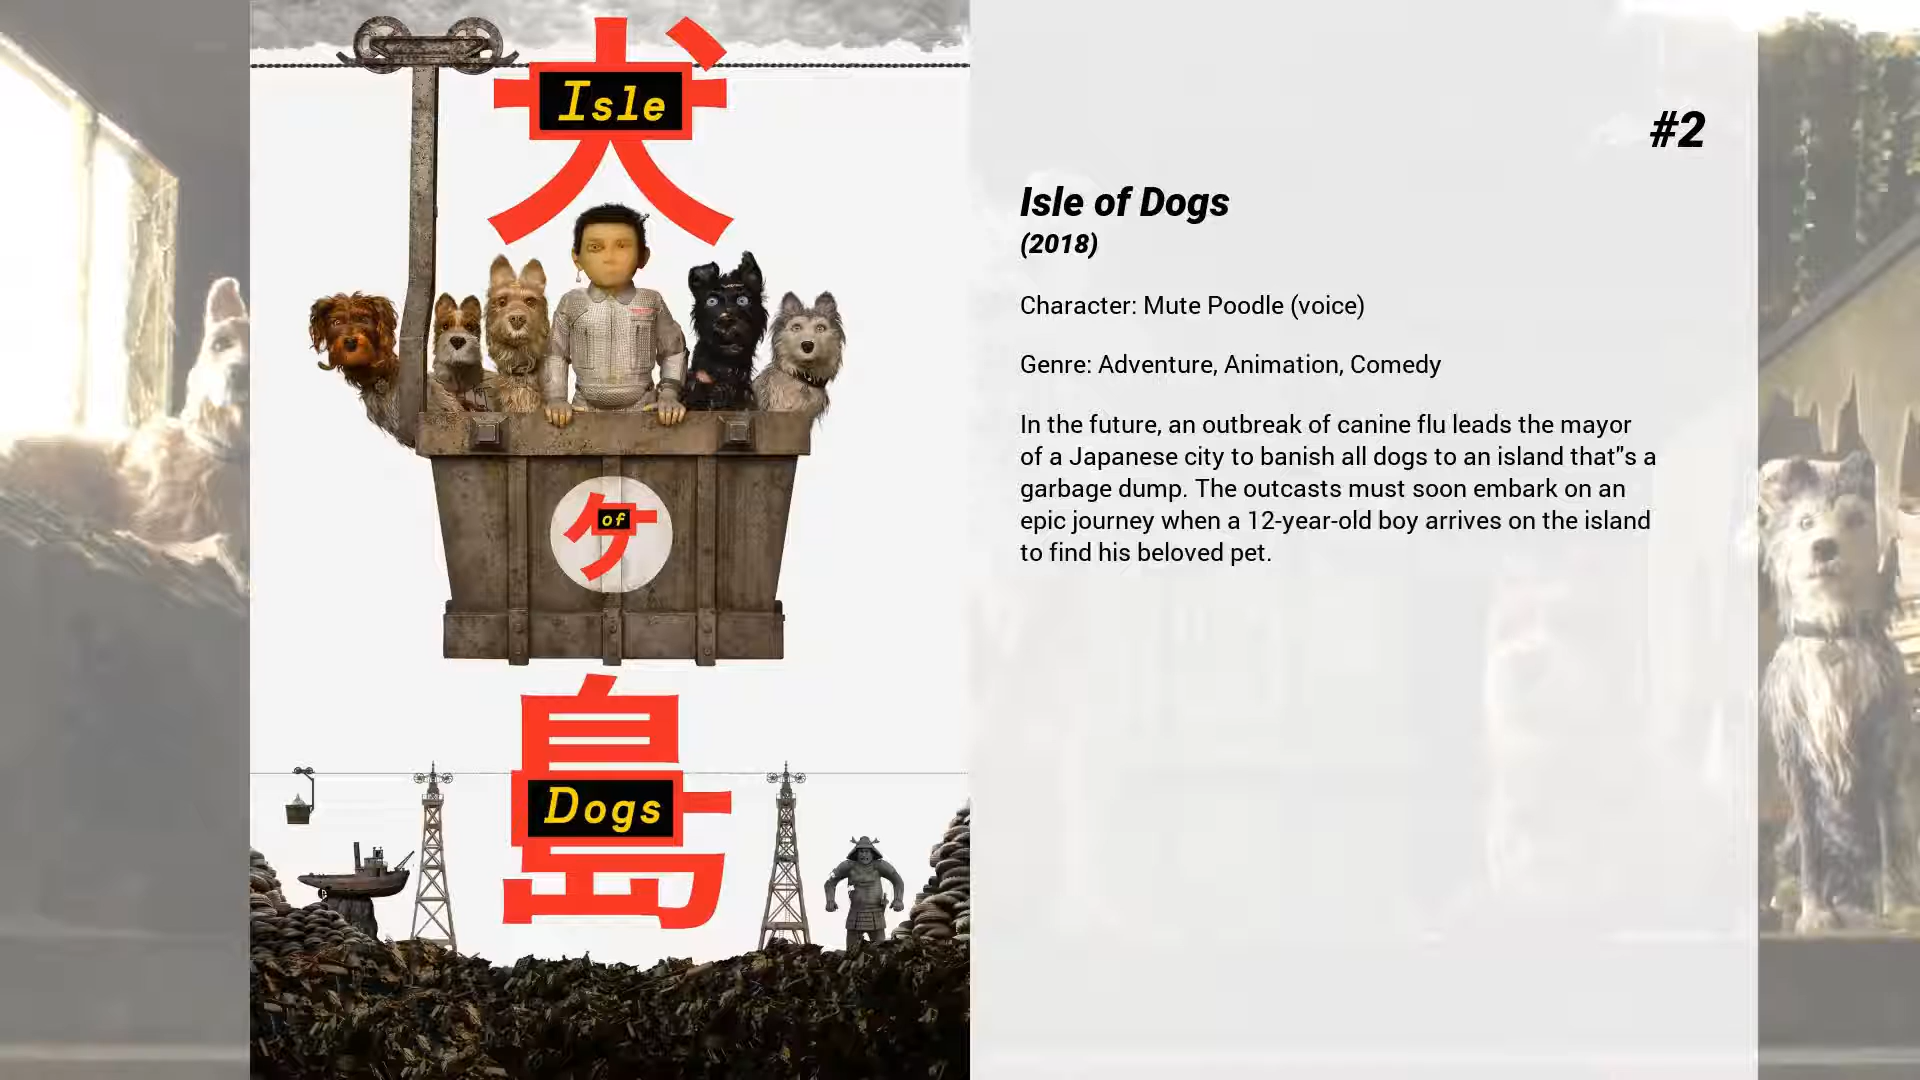 犬
Isle
ケ
of
島
Dogs
#2
Isle of Dogs
(2018)
Character: Mute Poodle (voice)
Genre: Adventure, Animation, Comedy
In the future, an outbreak of canine flu leads the mayor
of a Japanese city to banish all dogs to an island that"s a
garbage dump. The outcasts must soon embark on an
epic journey when a 12-year-old boy arrives on the island
to find his beloved pet.